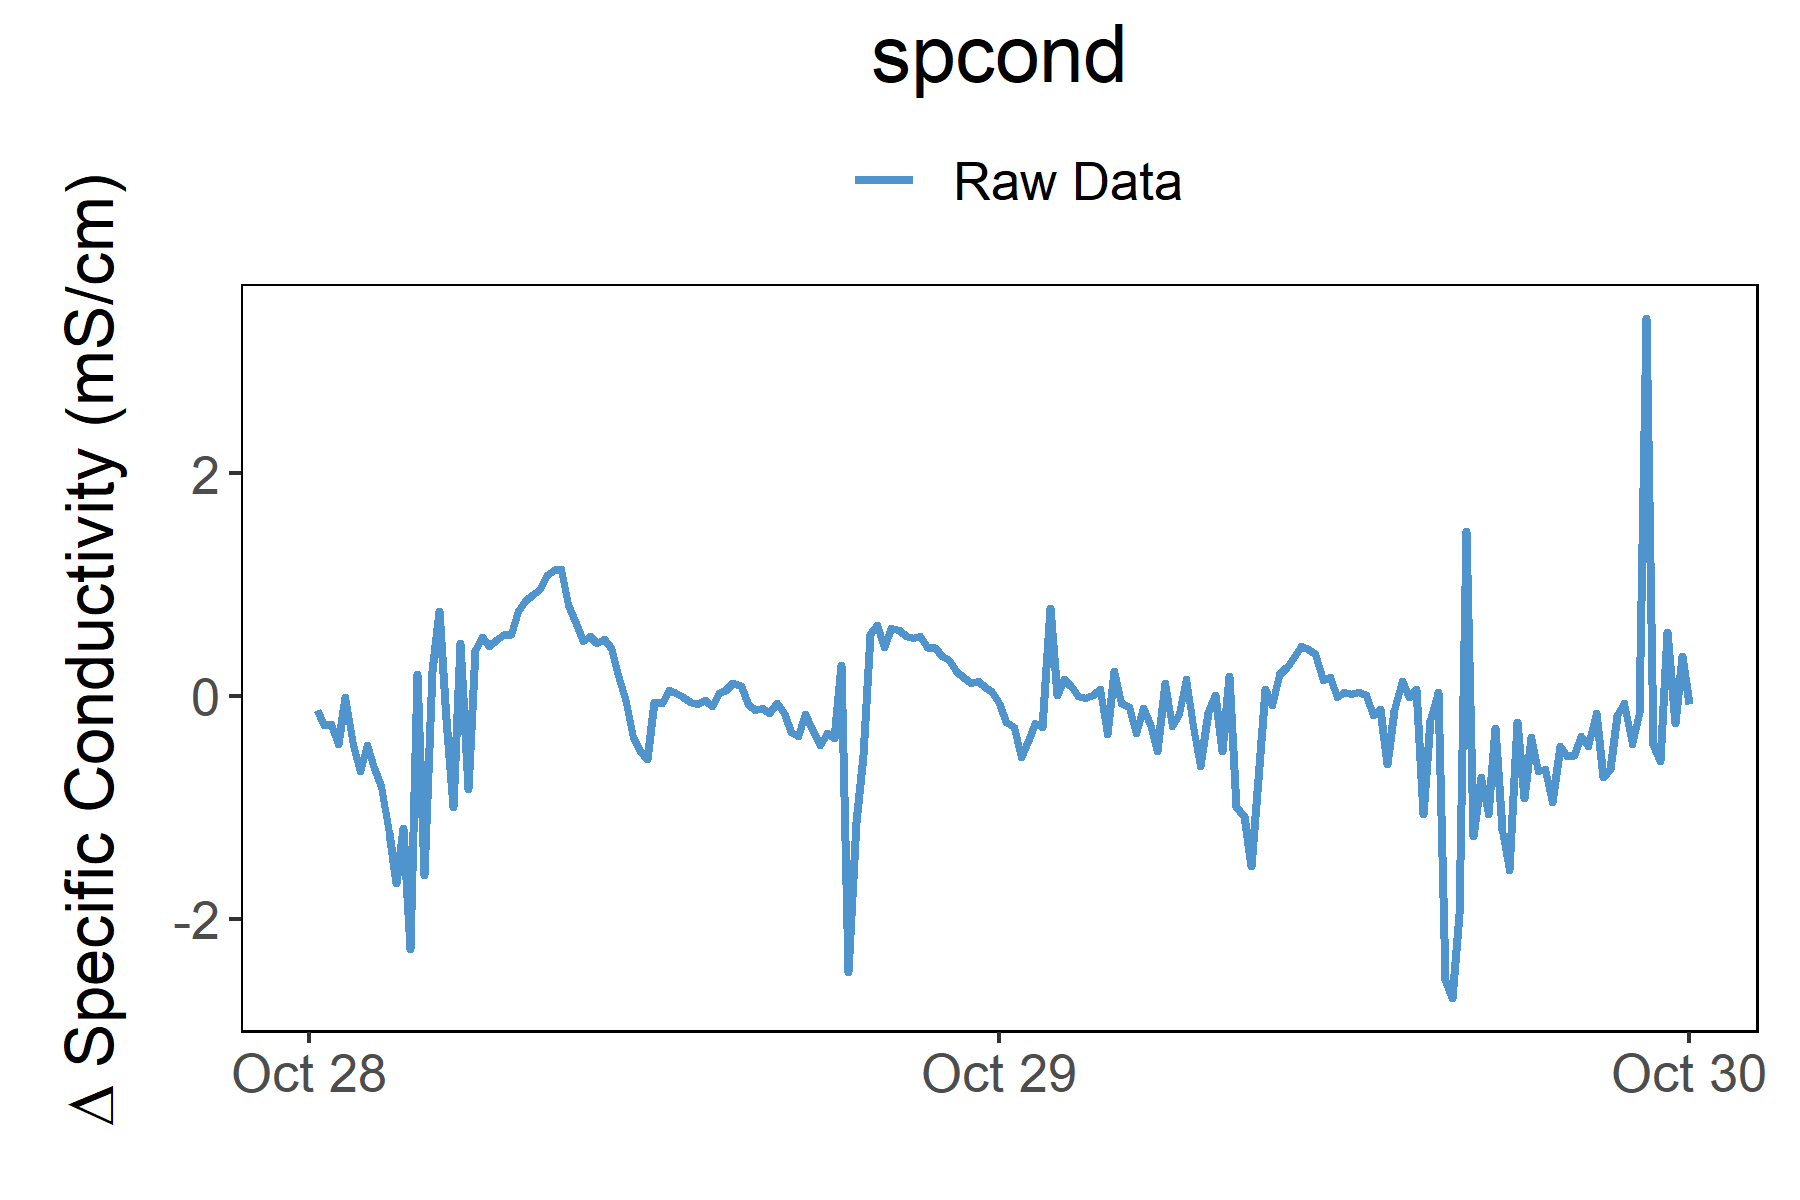 spcond
Raw Data
Δ Specific Conductivity (mS/cm)
2
0
-2
Oct 28
Oct 29
Oct 30